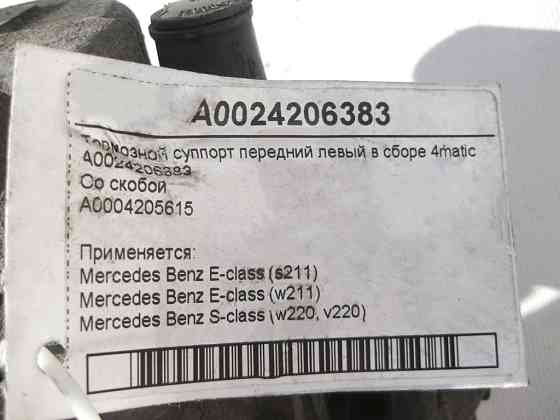 A0024206383
Тормозной суппорт передний левый в сборе 4matic
A0024206383
Со скобой
A0004205615
Применяется:
Mercedes Benz E-class (s211)
Mercedes Benz E-class (w211)
Mercedes Benz S-class (w220, v220)